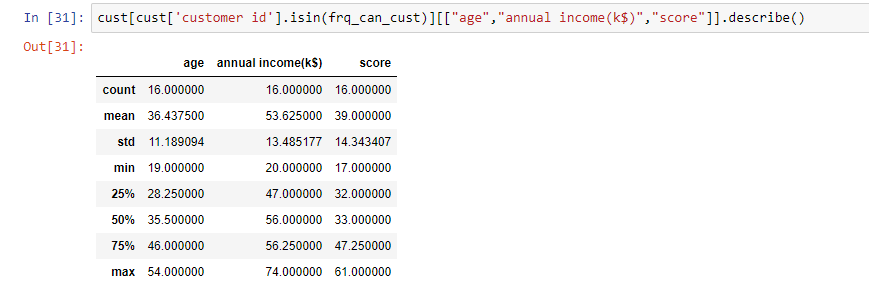 In [31]: cust[cust['customer id'].isin(frq_can_cust)][["age","annual income(k$)","score"]].describe()
Out[31]:
age annual income(k$) score
count 16.000000 16.000000 16.000000
mean 36.437500 53.625000 39.000000
std 11.189094 13.485177 14.343407
min 19.000000 20.000000 17.000000
25% 28.250000 47.000000 32.000000
50% 35.500000 56.000000 33.000000
75% 46.000000 56.250000 47.250000
max 54.000000 74.000000 61.000000